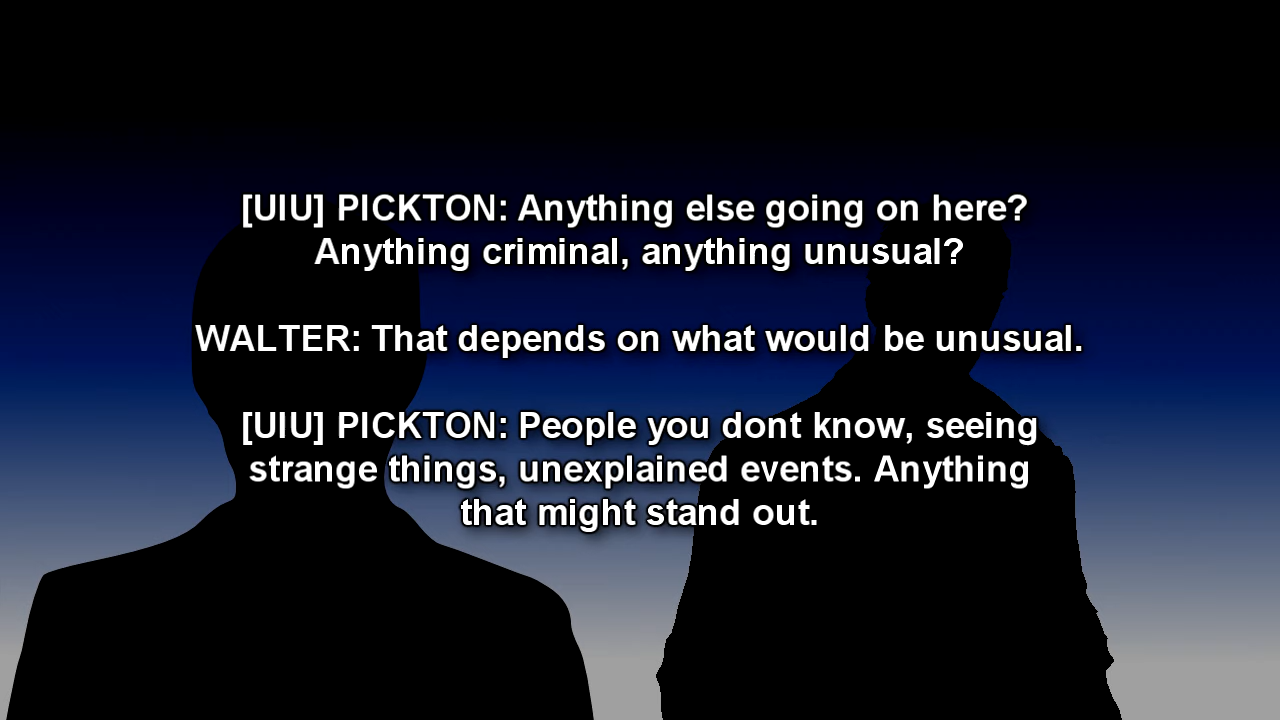 [UIU] PICKTON: Anything else going on here?
Anything criminal, anything unusual?
WALTER: That depends on what would be unusual.
[UIU] PICKTON: People you dont know, seeing
strange things, unexplained events. Anything
that might stand out.